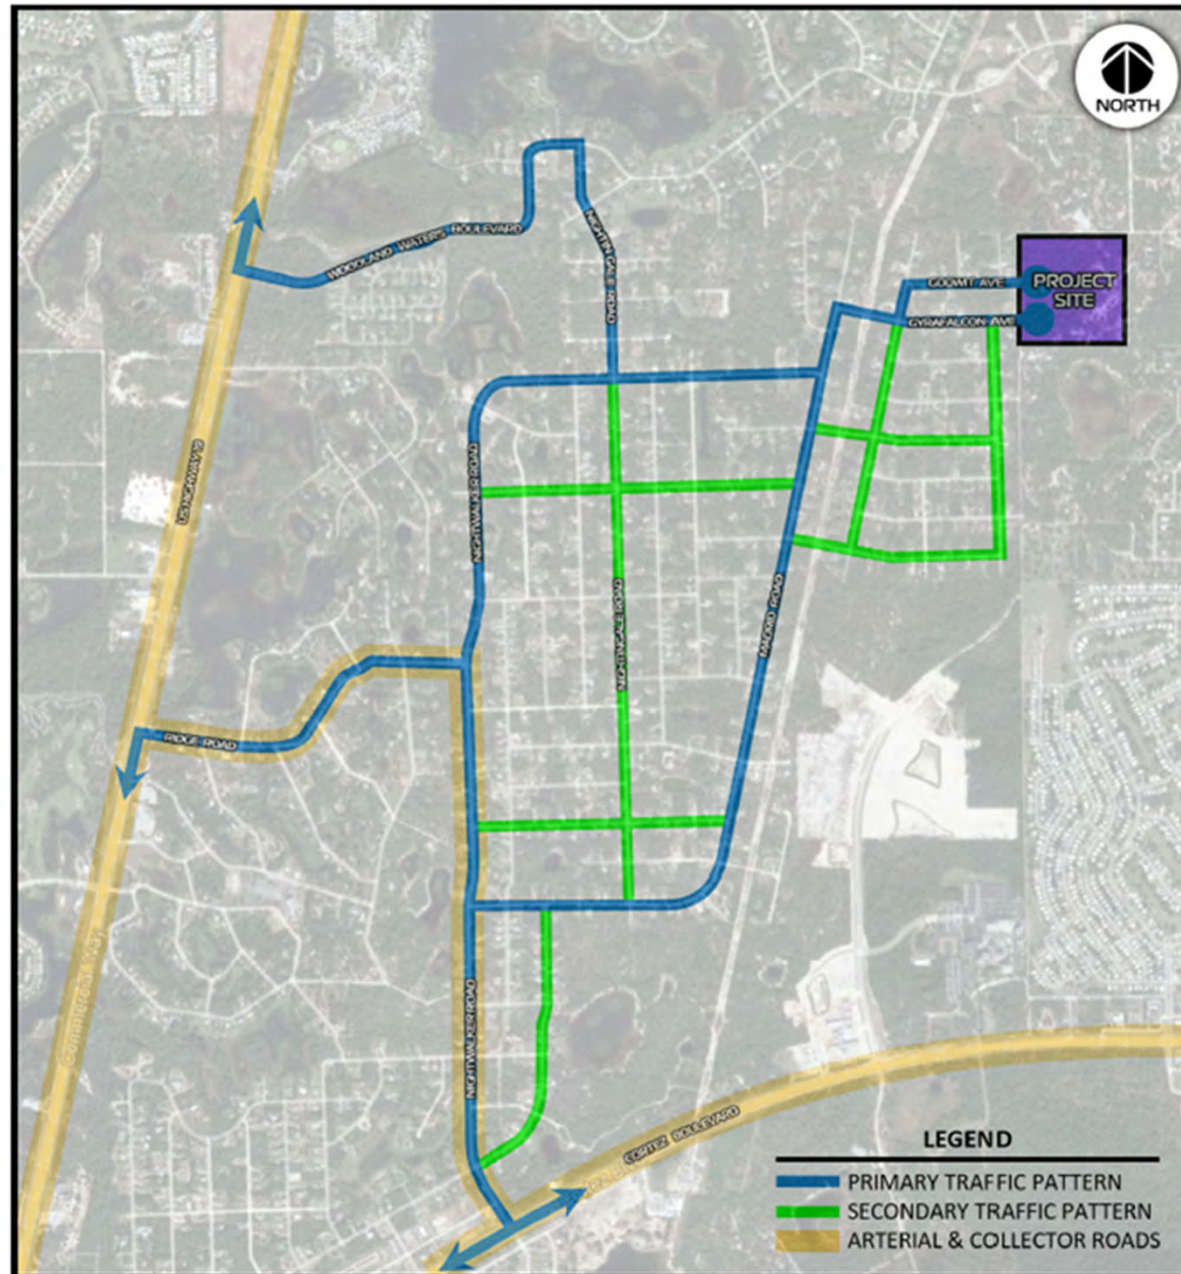 NORTH
WOODLAND WATERS BOULEVARD
NIGHTINGALE ROAD
GODWIT AVE
PROJECT
SITE
GYRAFALCON AVE
US HIGHWAY 19
NIGHTWALKER ROAD
NIGHTINGALE ROAD
MADRID ROAD
RIDGE ROAD
Commercial Way
NIGHTWALKER ROAD
CORTEZ BOULEVARD
LEGEND
PRIMARY TRAFFIC PATTERN
SECONDARY TRAFFIC PATTERN
ARTERIAL & COLLECTOR ROADS